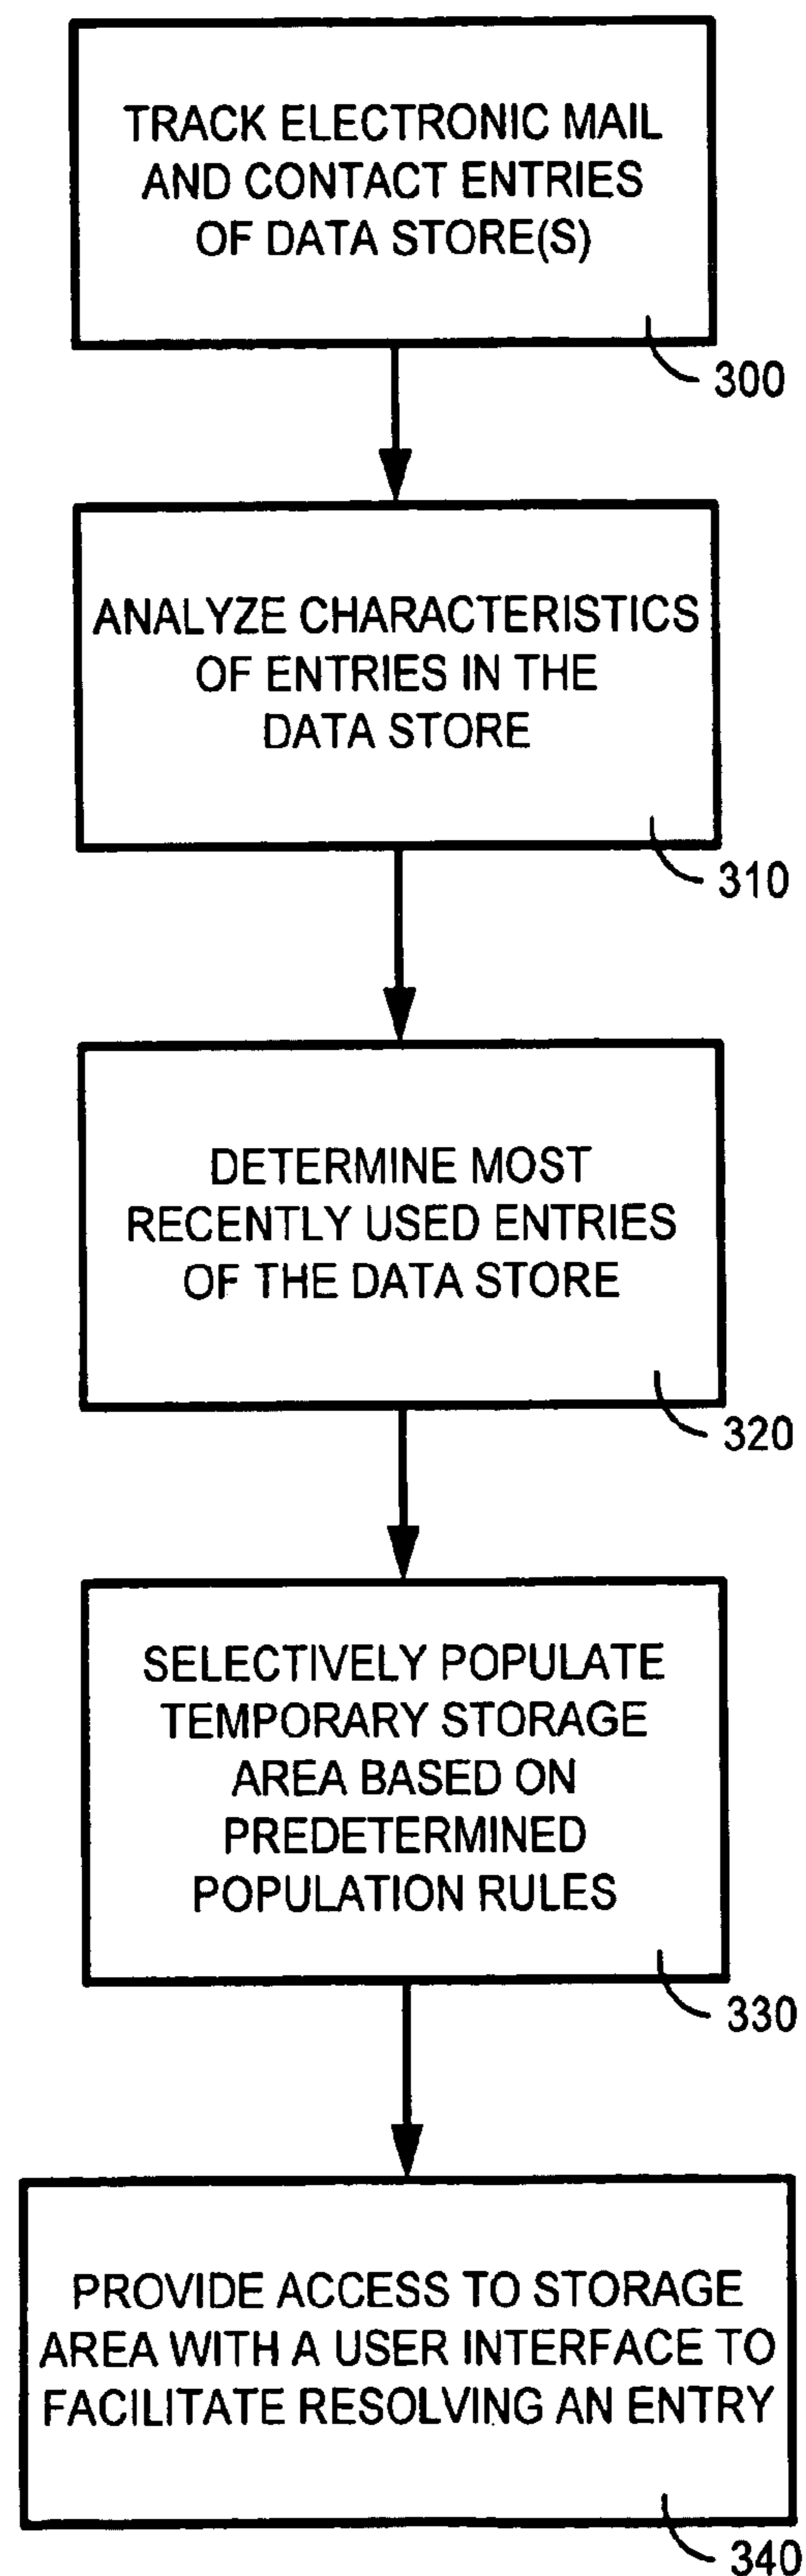 TRACK ELECTRONIC MAIL
AND CONTACT ENTRIES
OF DATA STORE(S)
300
ANALYZE CHARACTERISTICS
OF ENTRIES IN THE
DATA STORE
310
DETERMINE MOST
RECENTLY USED ENTRIES
OF THE DATA STORE
320
SELECTIVELY POPULATE
TEMPORARY STORAGE
AREA BASED ON
PREDETERMINED
POPULATION RULES
330
PROVIDE ACCESS TO STORAGE
AREA WITH A USER INTERFACE TO
FACILITATE RESOLVING AN ENTRY
340